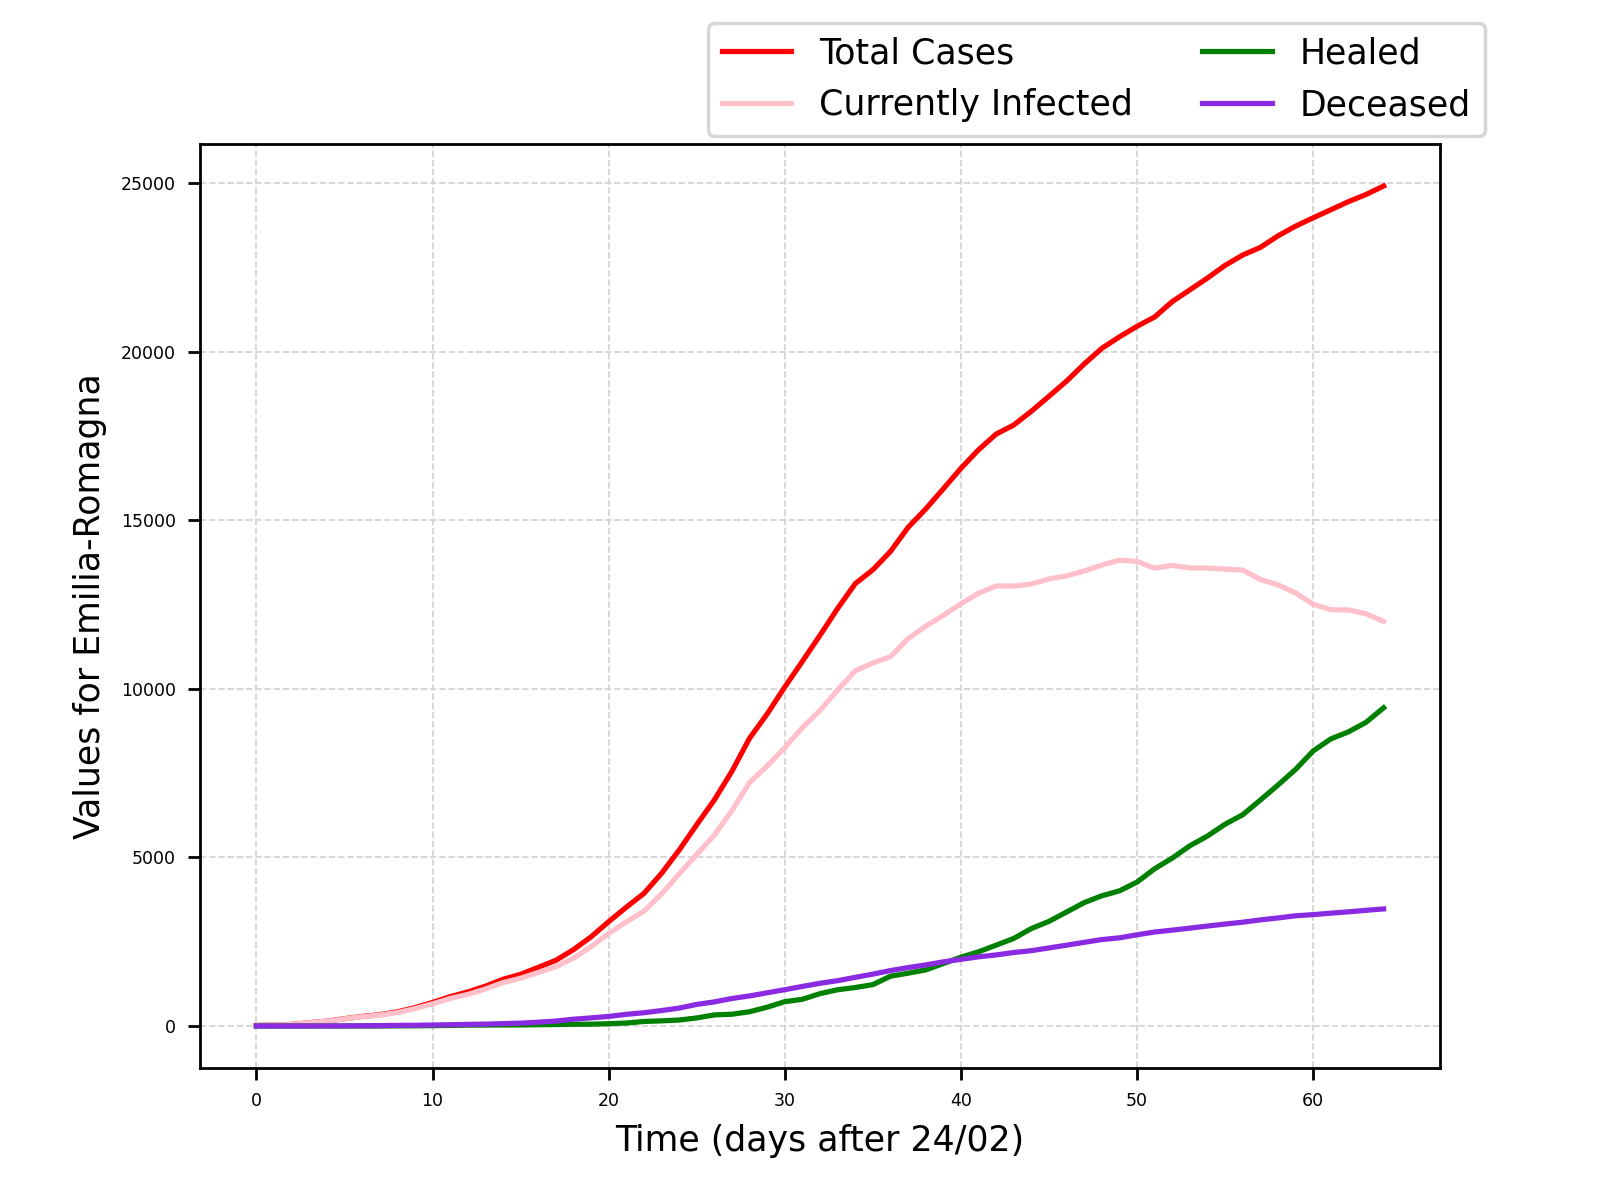 Total Cases
Currently Infected
Healed
Deceased
Values for Emilia-Romagna
25000
20000
15000
10000
5000
0
0 10 20 30 40 50 60
Time (days after 24/02)